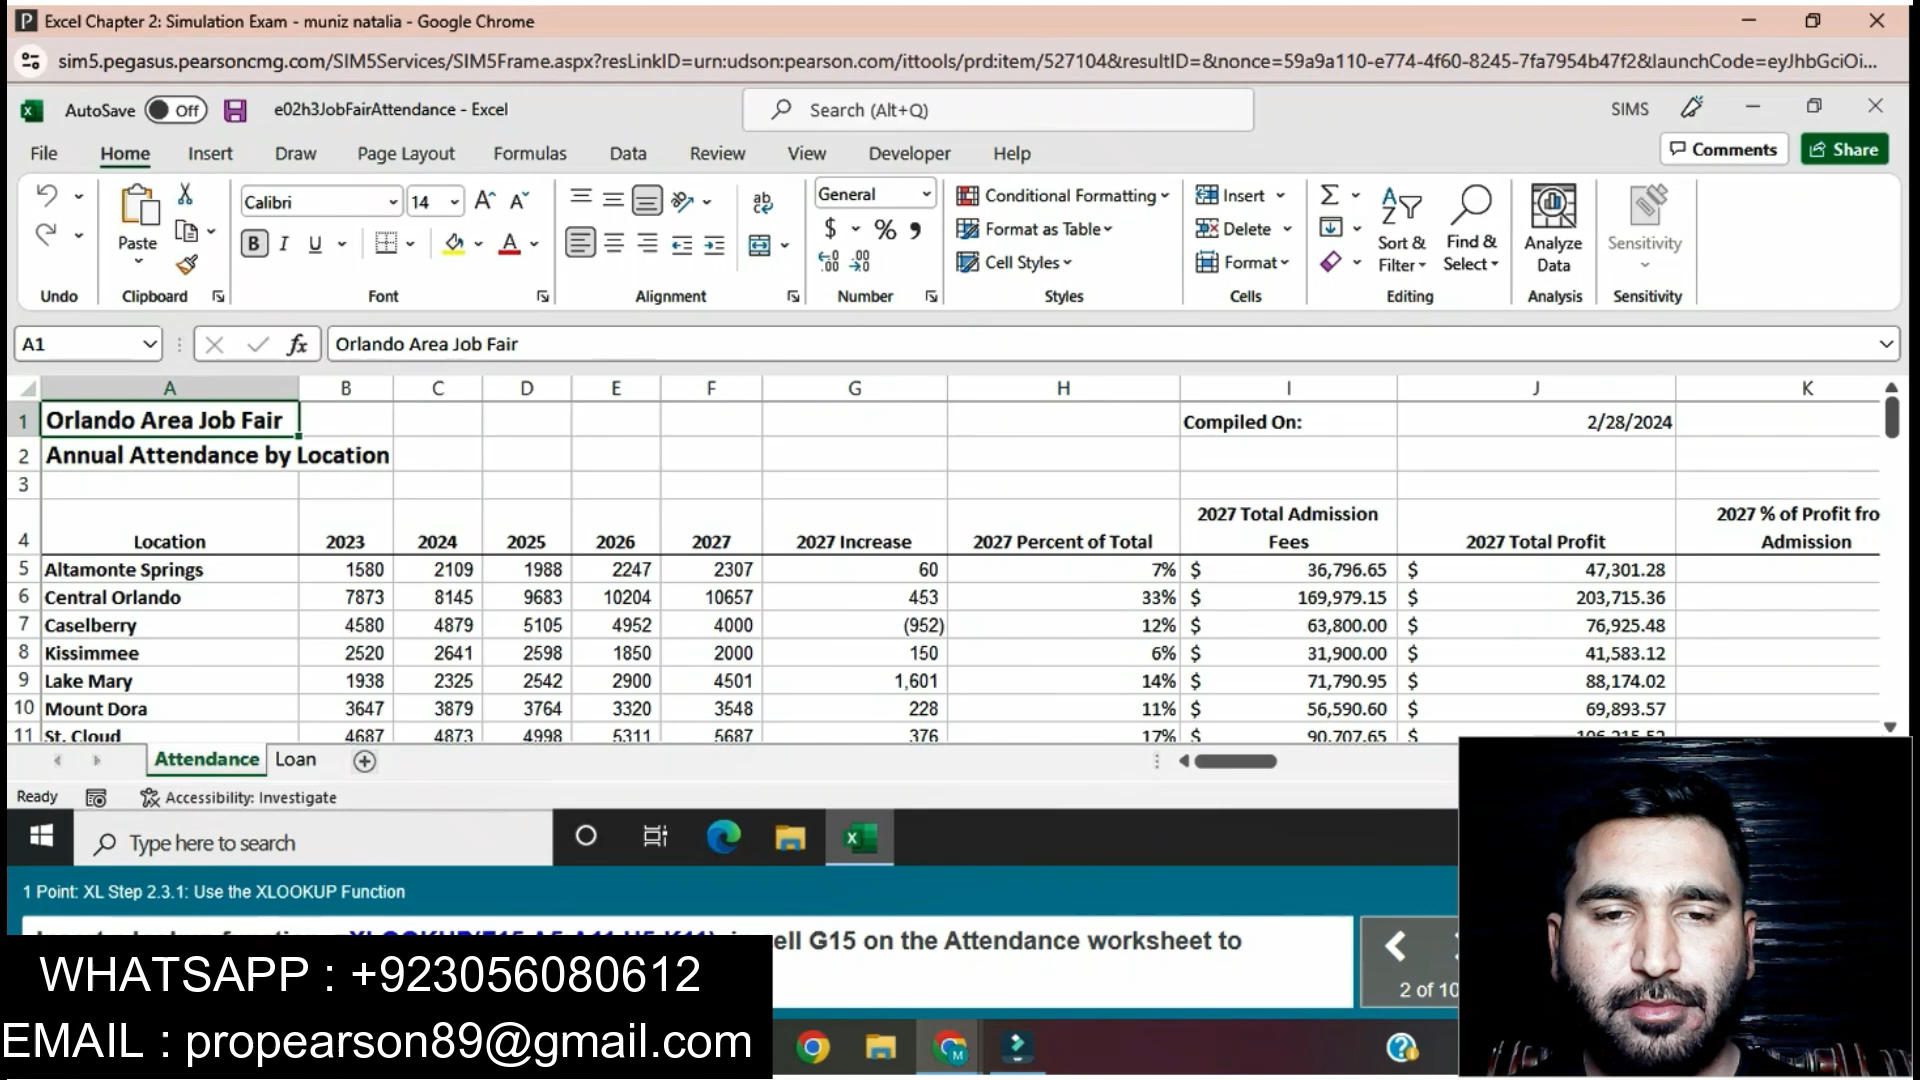 Excel Chapter 2: Simulation Exam - muniz natalia - Google Chrome
sim5.pegasus.pearsoncmg.com/SIM5Services/SIM5Frame.aspx?resLinkID=urn:udson:pearson.com/ittools/prd:item/527104&resultID=&nonce=59a9a110-e774-4f60-8245-7fa7954b47f2&launchCode=eyJhbGciOi...
AutoSave Off e02h3JobFairAttendance - Excel Search (Alt+Q) SIMS
File Home Insert Draw Page Layout Formulas Data Review View Developer Help Comments Share
Calibri 14 General Conditional Formatting Insert
Paste Format as Table Delete Sort & Filter Find & Select Analyze Data Sensitivity
Cell Styles Format
Undo Clipboard Font Alignment Number Styles Cells Editing Analysis Sensitivity
A1 fx Orlando Area Job Fair
A B C D E F G H I J K
1 Orlando Area Job Fair Compiled On: 2/28/2024
2 Annual Attendance by Location
3
2027 Total Admission 2027 % of Profit fro
4 Location 2023 2024 2025 2026 2027 2027 Increase 2027 Percent of Total Fees 2027 Total Profit Admission
5 Altamonte Springs 1580 2109 1988 2247 2307 60 7% $ 36,796.65 $ 47,301.28
6 Central Orlando 7873 8145 9683 10204 10657 453 33% $ 169,979.15 $ 203,715.36
7 Caselberry 4580 4879 5105 4952 4000 (952) 12% $ 63,800.00 $ 76,925.48
8 Kissimmee 2520 2641 2598 1850 2000 150 6% $ 31,900.00 $ 41,583.12
9 Lake Mary 1938 2325 2542 2900 4501 1,601 14% $ 71,790.95 $ 88,174.02
10 Mount Dora 3647 3879 3764 3320 3548 228 11% $ 56,590.60 $ 69,893.57
11 St. Cloud 4687 4873 4998 5311 5687 376 17% $ 90,707.65 $
Attendance Loan
Ready Accessibility: Investigate
Type here to search
1 Point: XL Step 2.3.1: Use the XLOOKUP Function
ell G15 on the Attendance worksheet to
2 of 10
WHATSAPP : +923056080612
EMAIL : propearson89@gmail.com